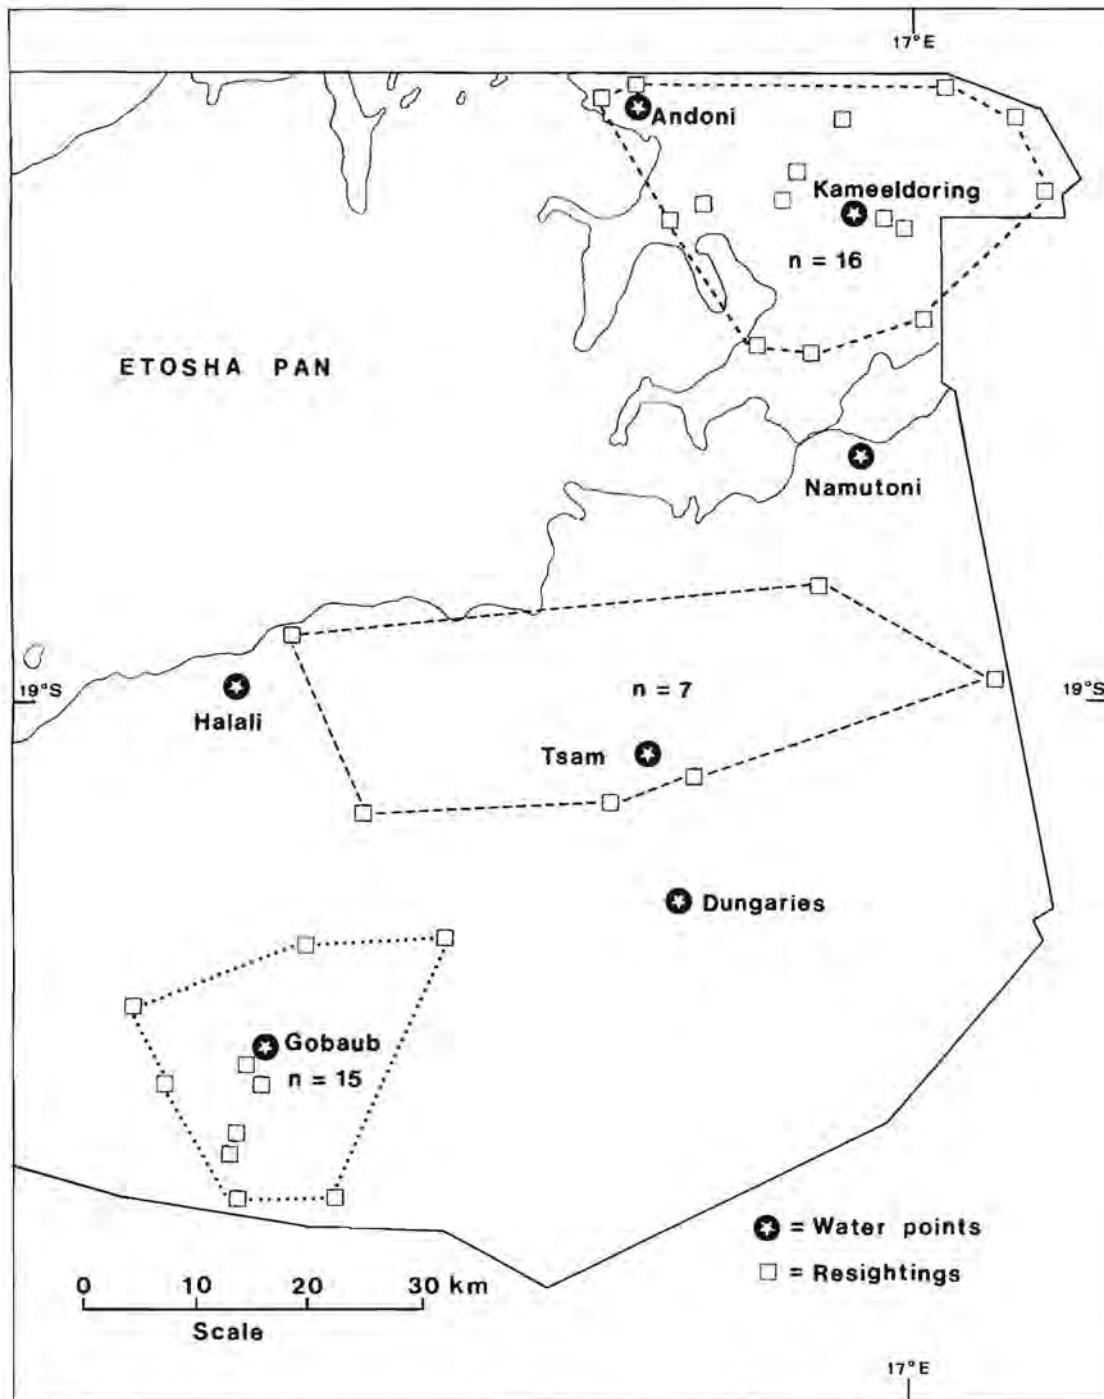 17°E
Andoni
Kameeldoring
n = 16
ETOSHA PAN
Namutoni
19°S
19°S
n = 7
Halali
Tsam
Dungaries
Gobaub
n = 15
= Water points
= Resightings
0 10 20 30 km
Scale
17°E